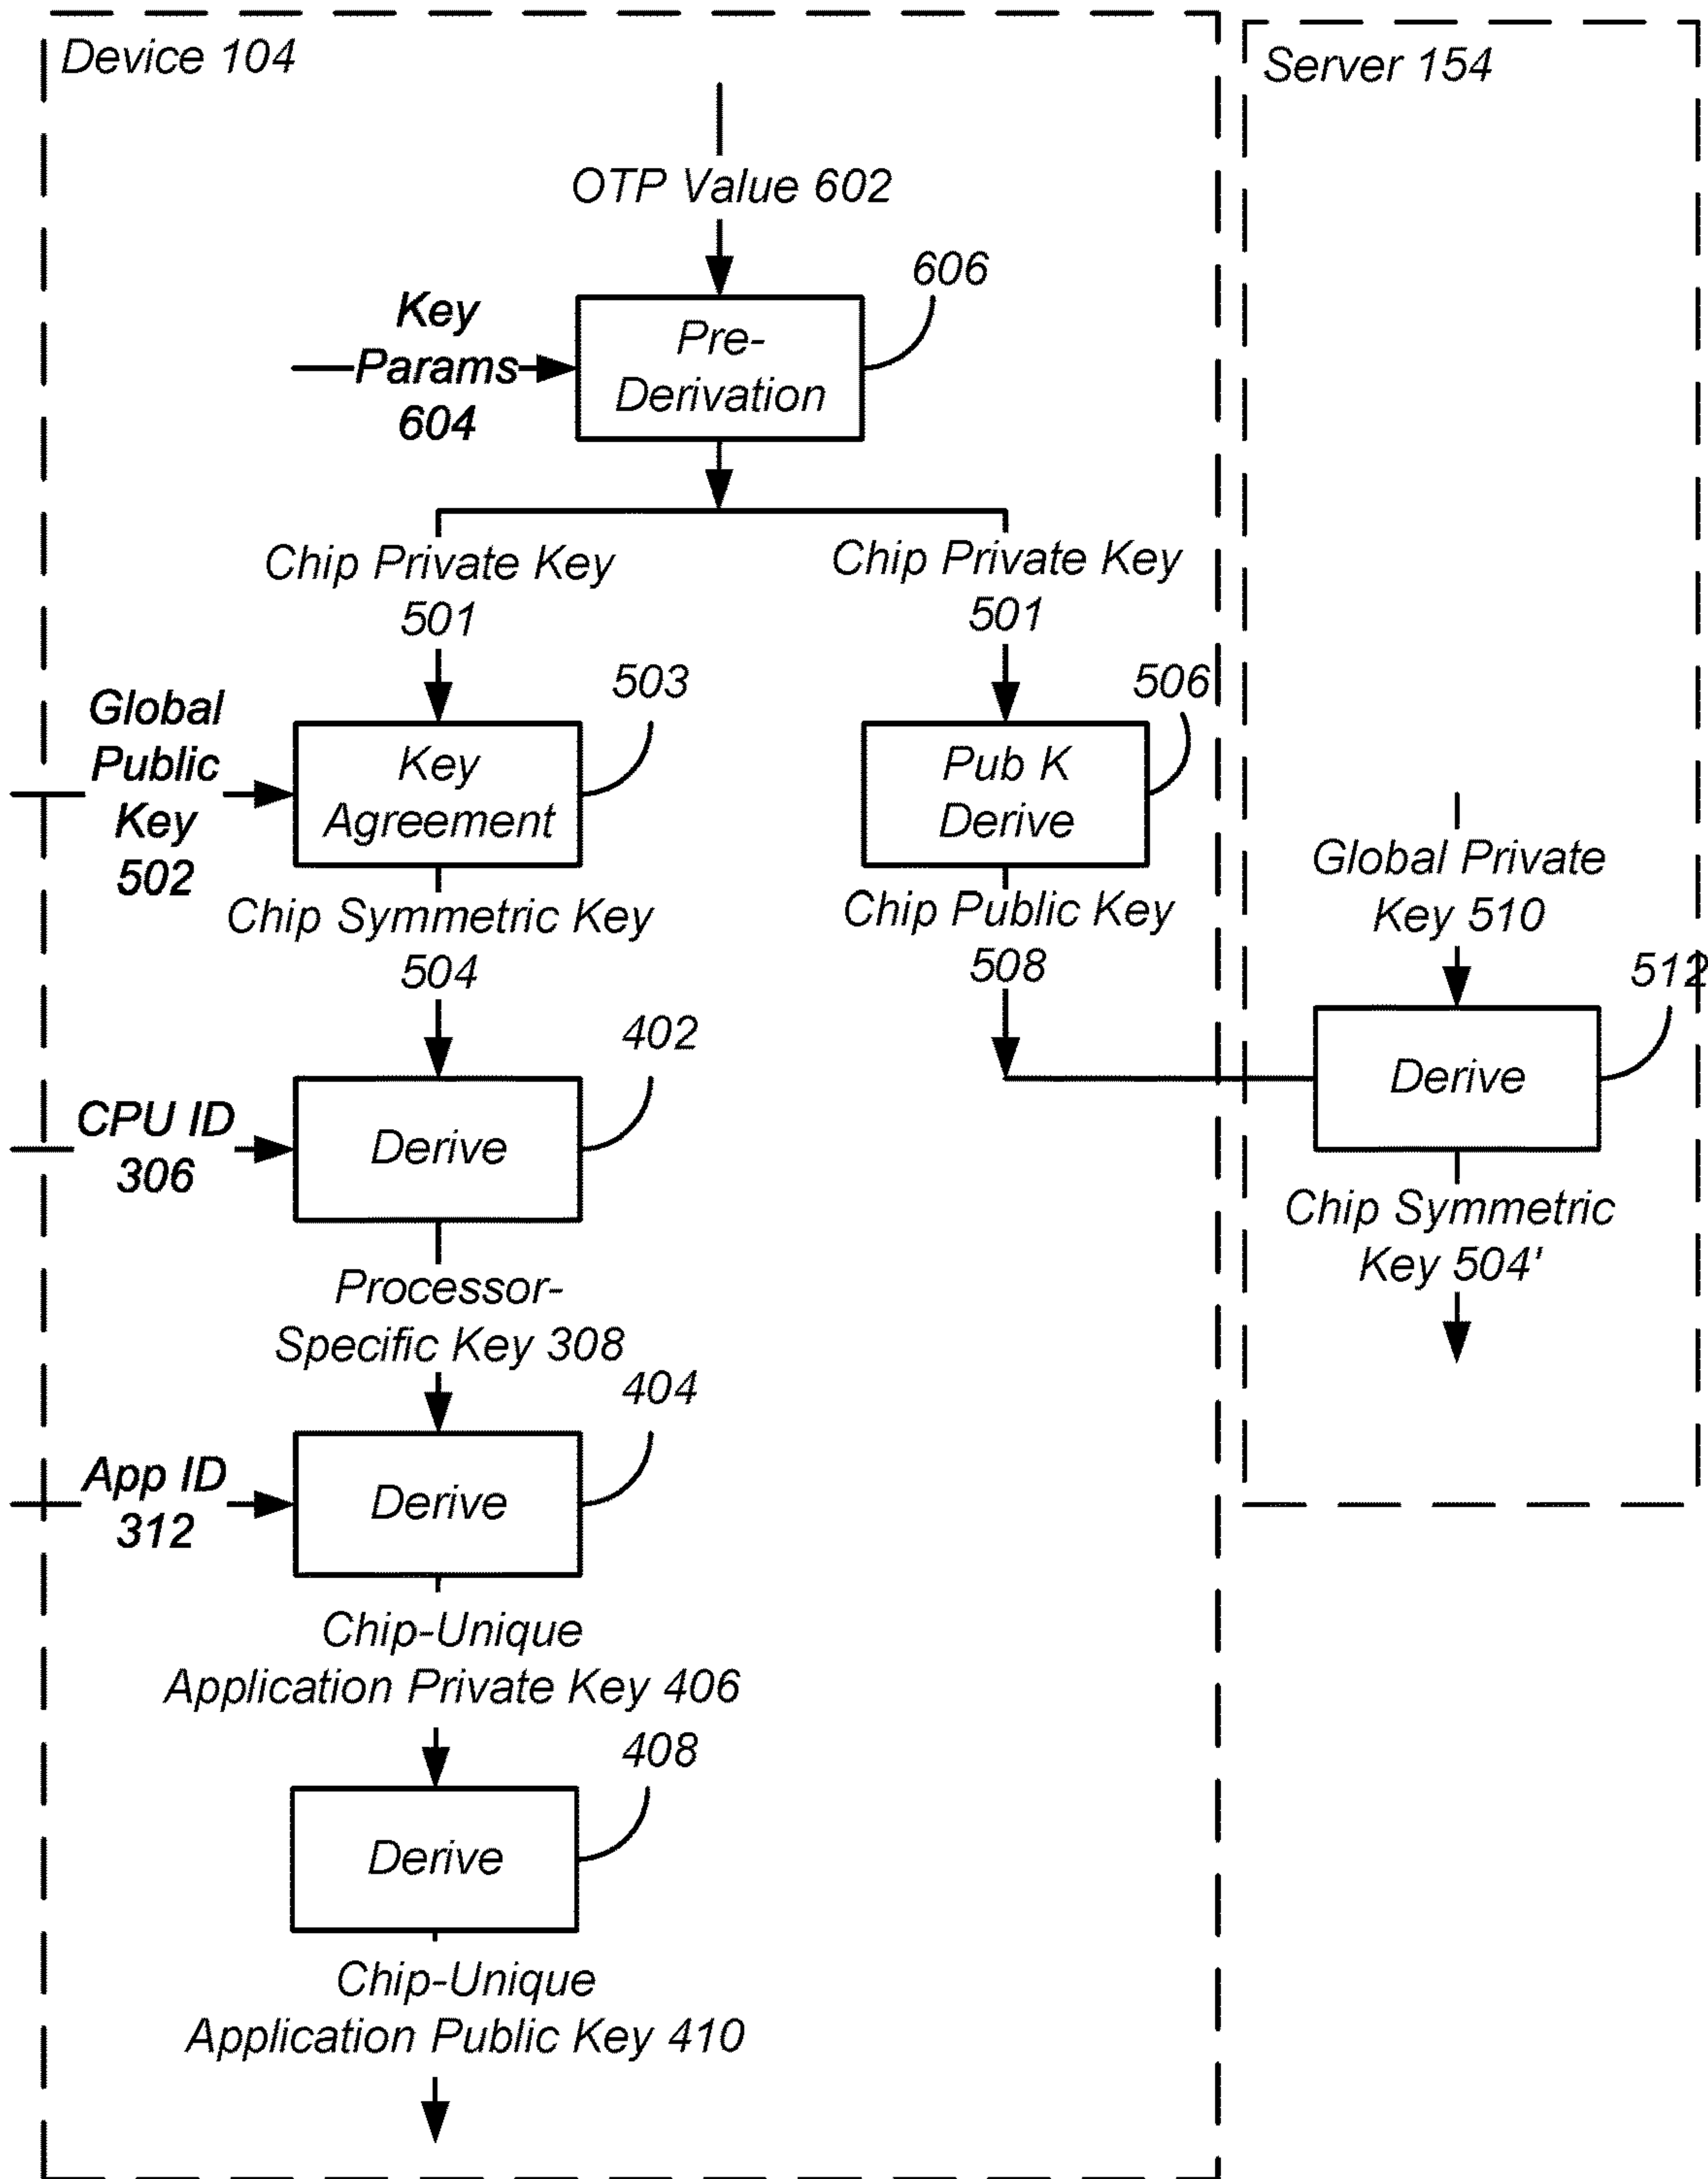 Device 104
Server 154
OTP Value 602
606
Key
Params
604
Pre-
Derivation
Chip Private Key
501
Chip Private Key
501
Global
Public
Key
502
503
Key
Agreement
506
Pub K
Derive
Chip Symmetric Key
504
Chip Public Key
508
Global Private
Key 510
512
Derive
Chip Symmetric
Key 504'
CPU ID
306
402
Derive
Processor-
Specific Key 308
App ID
312
404
Derive
Chip-Unique
Application Private Key 406
408
Derive
Chip-Unique
Application Public Key 410